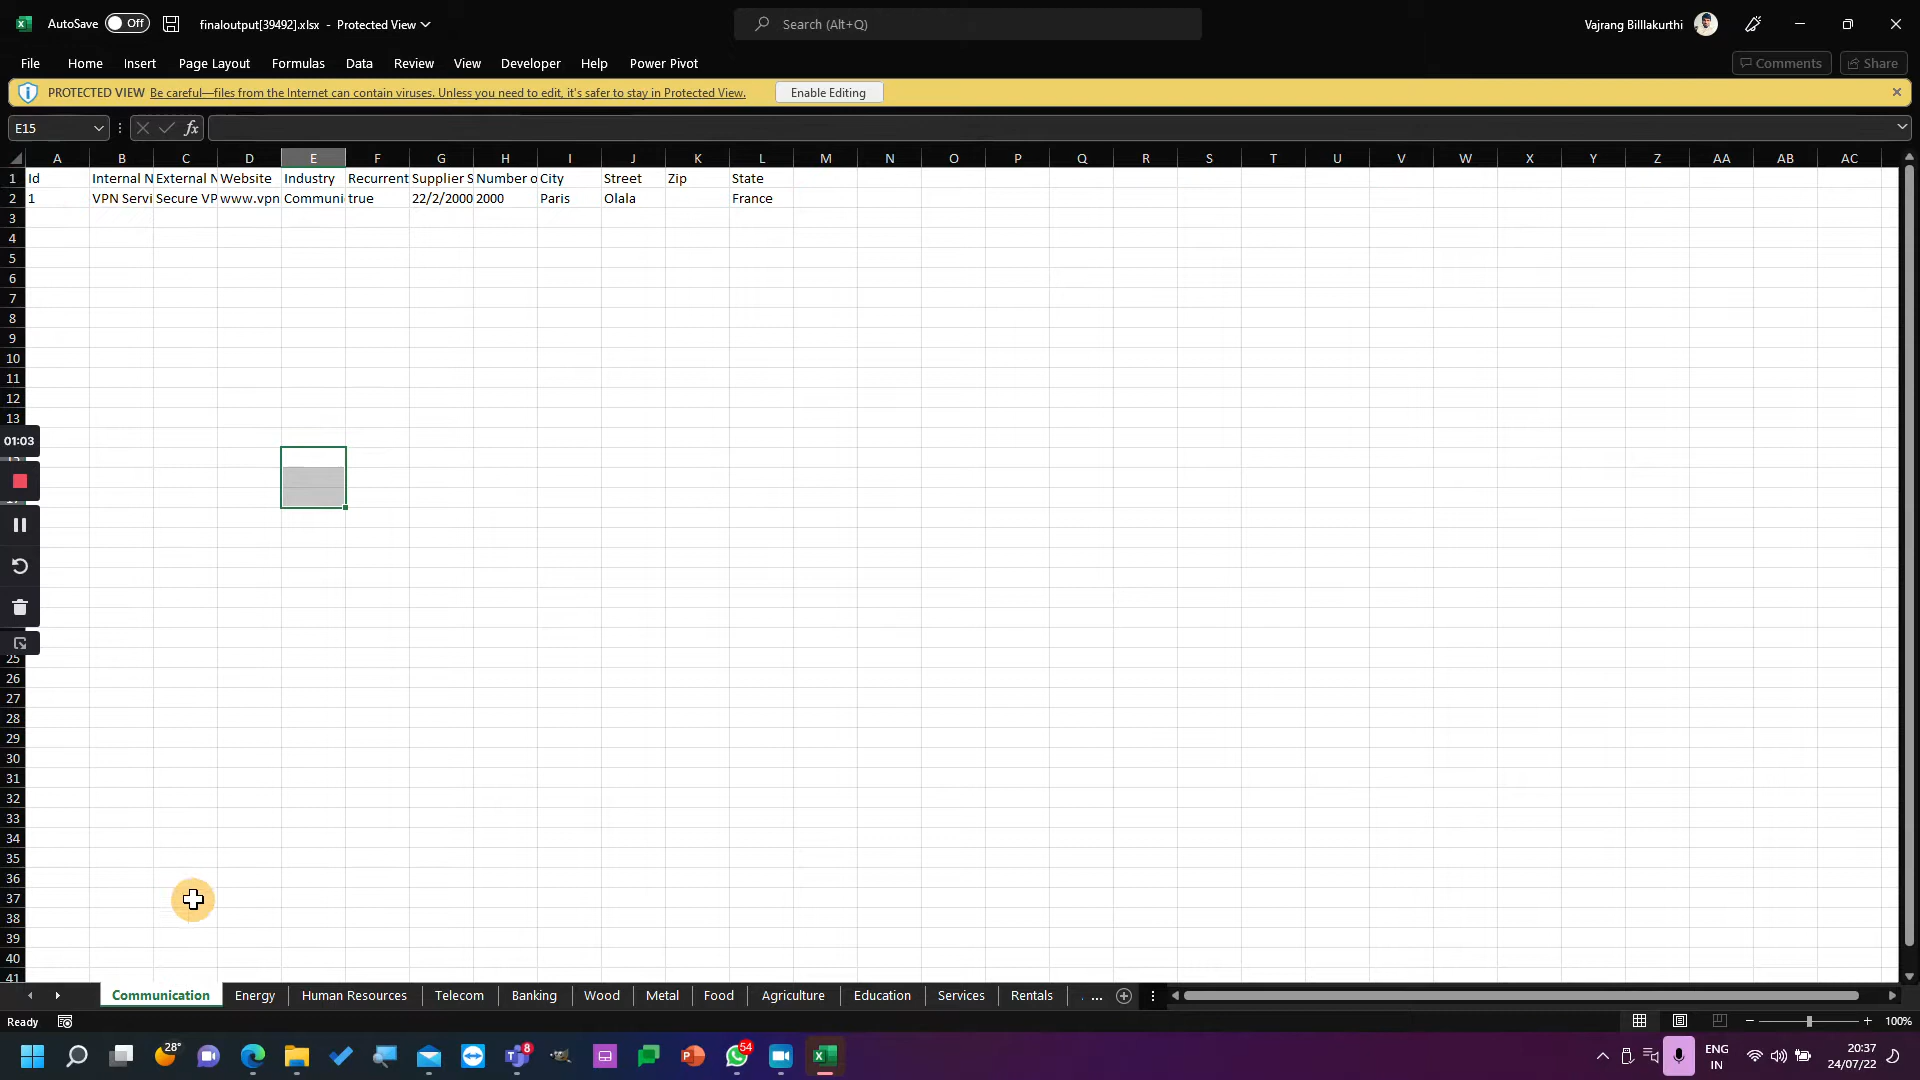 AutoSave Off finaloutput[39492].xlsx - Protected View Search (Alt+Q) Vajrang Billlakurthi
File Home Insert Page Layout Formulas Data Review View Developer Help Power Pivot Comments Share
PROTECTED VIEW Be careful—files from the Internet can contain viruses. Unless you need to edit, it's safer to stay in Protected View. Enable Editing
E15 fx
A B C D E F G H I J K L M N O P Q R S T U V W X Y Z AA AB AC
1 Id Internal N External N Website Industry Recurrent Supplier S Number o City Street Zip State
2 1 VPN Servi Secure VP www.vpn Communi true 22/2/2000 2000 Paris Olala France
3
4
5
6
7
8
9
10
11
12
13
01:03
25
26
27
28
29
30
31
32
33
34
35
36
37
38
39
40
41
Communication Energy Human Resources Telecom Banking Wood Metal Food Agriculture Education Services Rentals ...
Ready 100%
28° 8 54 ENG IN 20:37 24/07/22